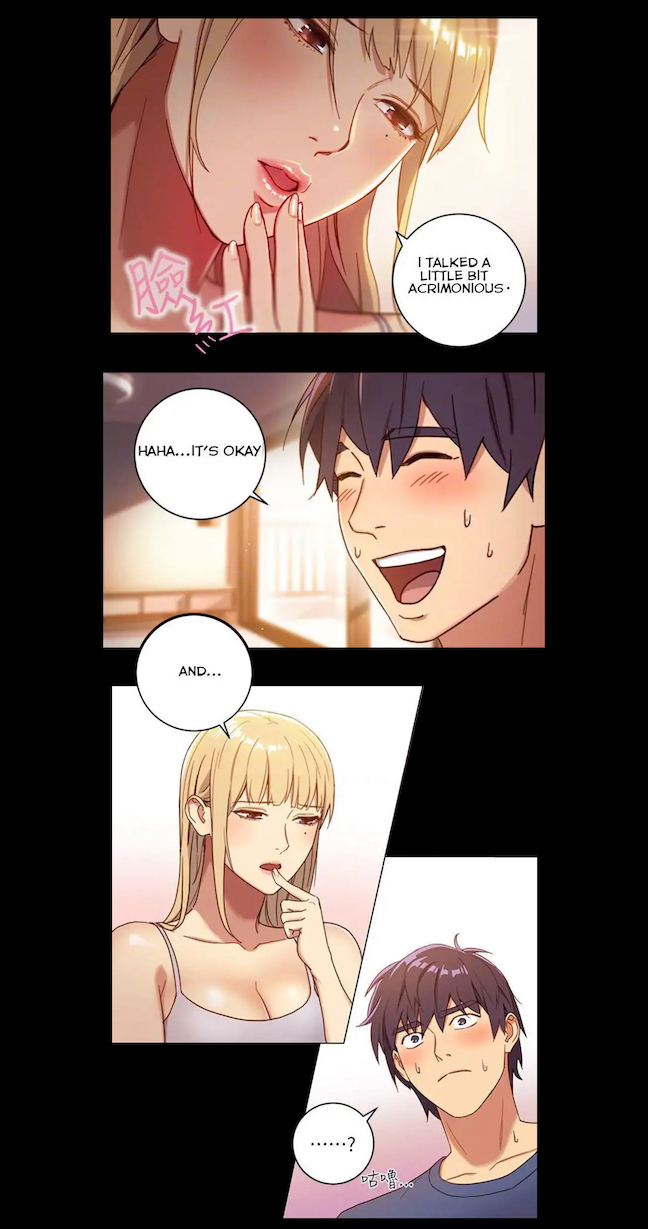 I TALKED A
LITTLE BIT
ACRIMONIOUS.
臉紅
HAHA...IT'S OKAY
AND...
......?
咕嚕...